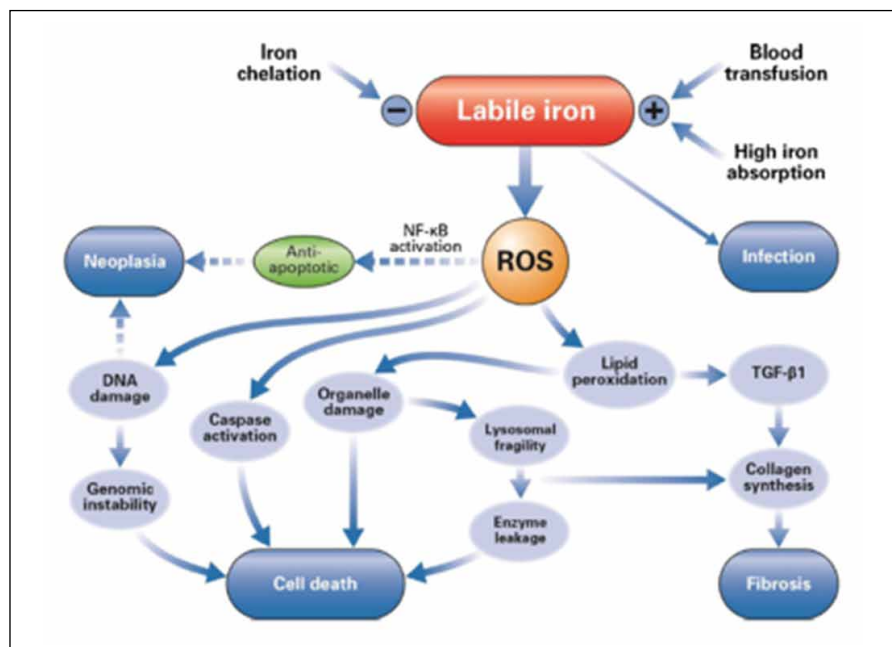 Iron
chelation
Blood
transfusion
−
Labile iron
+
High iron
absorption
NF-κB
activation
Neoplasia
Anti-
apoptotic
ROS
Infection
DNA
damage
Caspase
activation
Organelle
damage
Lipid
peroxidation
TGF-β1
Lysosomal
fragility
Genomic
instability
Collagen
synthesis
Enzyme
leakage
Cell death
Fibrosis